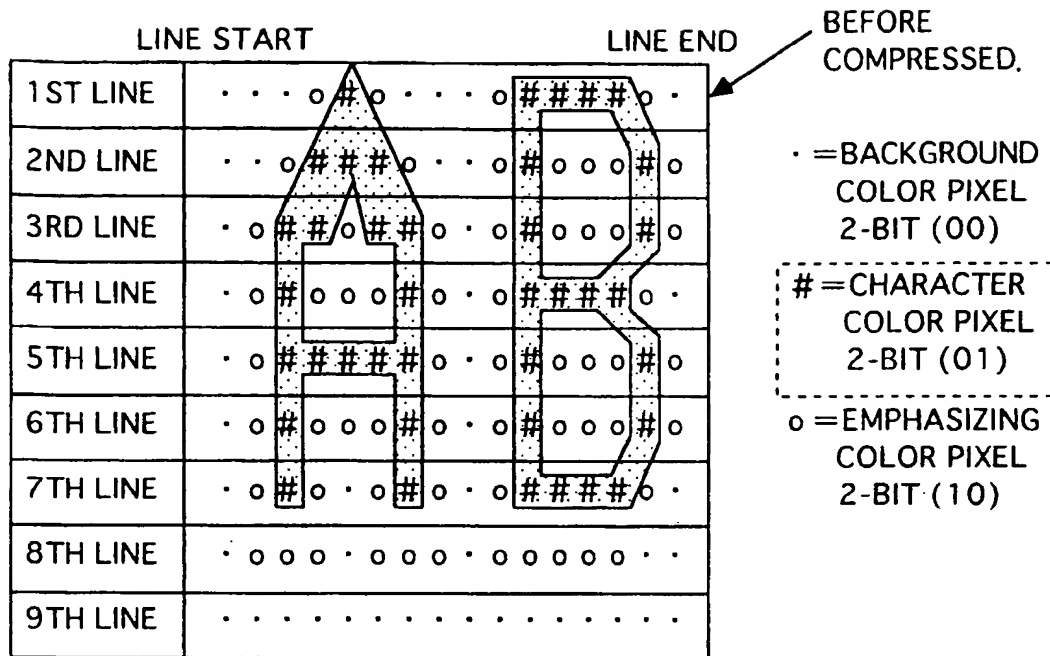 LINE START LINE END
BEFORE
COMPRESSED.
1ST LINE · · · o # o · · · o # # # # o ·
2ND LINE · · o # # # o · · o # o o o # o
3RD LINE · o # # o # # o · o # o o o # o
4TH LINE · o # o o o # o · o # # # # o ·
5TH LINE · o # # # # # o · o # o o o # o
6TH LINE · o # o o o # o · o # o o o # o
7TH LINE · o # o · o # o · o # # # # o ·
8TH LINE · o o o · o o o · o o o o o · ·
9TH LINE · · · · · · · · · · · · · · · ·
· =BACKGROUND
COLOR PIXEL
2-BIT (00)
# =CHARACTER
COLOR PIXEL
2-BIT (01)
o =EMPHASIZING
COLOR PIXEL
2-BIT (10)